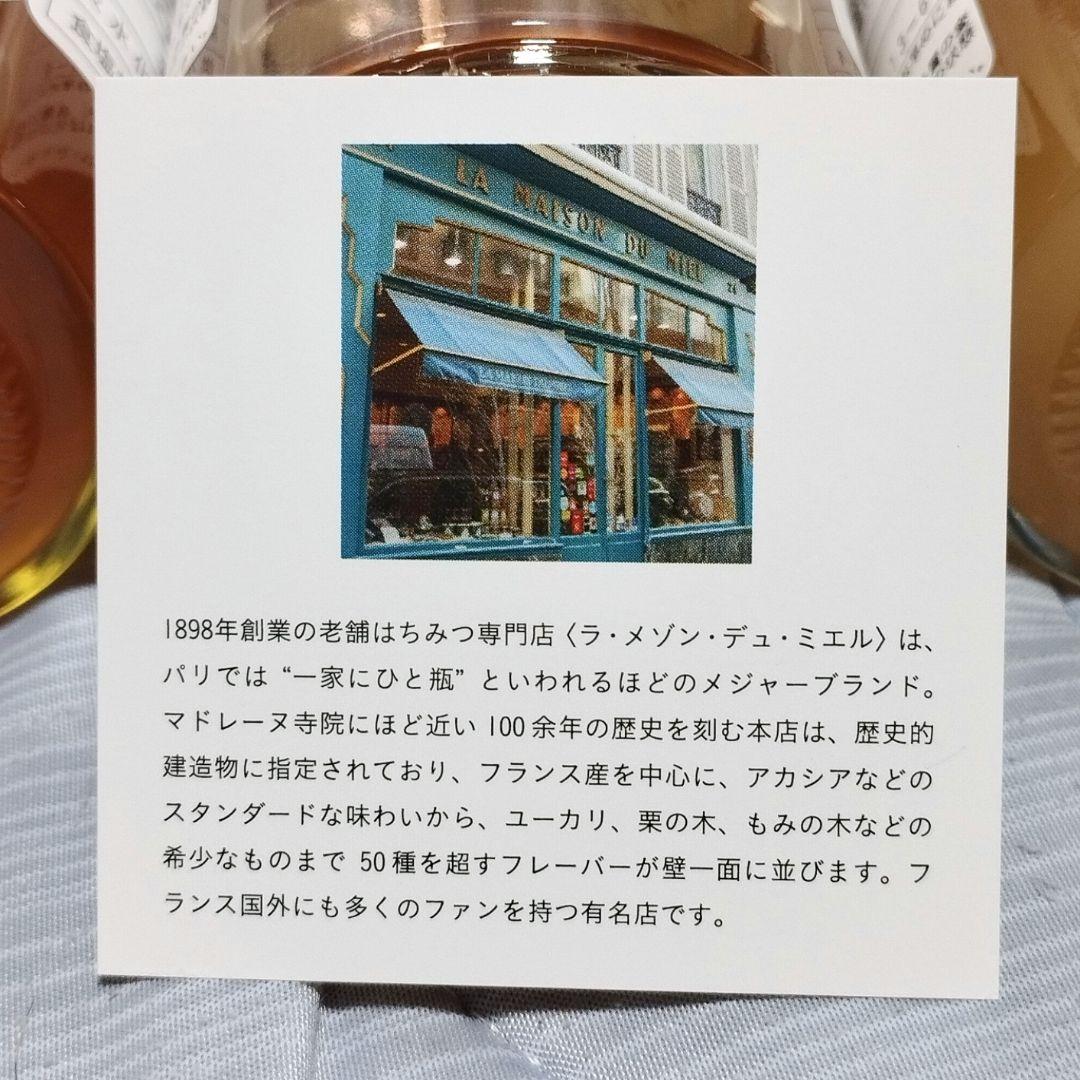 LA MAISON DU MIEL
24
1898年創業の老舗はちみつ専門店〈ラ・メゾン・デュ・ミエル〉は、
パリでは “一家にひと瓶” といわれるほどのメジャーブランド。
マドレーヌ寺院にほど近い 100余年の歴史を刻む本店は、歴史的
建造物に指定されており、フランス産を中心に、アカシアなどの
スタンダードな味わいから、ユーカリ、栗の木、もみの木などの
希少なものまで 50種を超すフレーバーが壁一面に並びます。フ
ランス国外にも多くのファンを持つ有名店です。